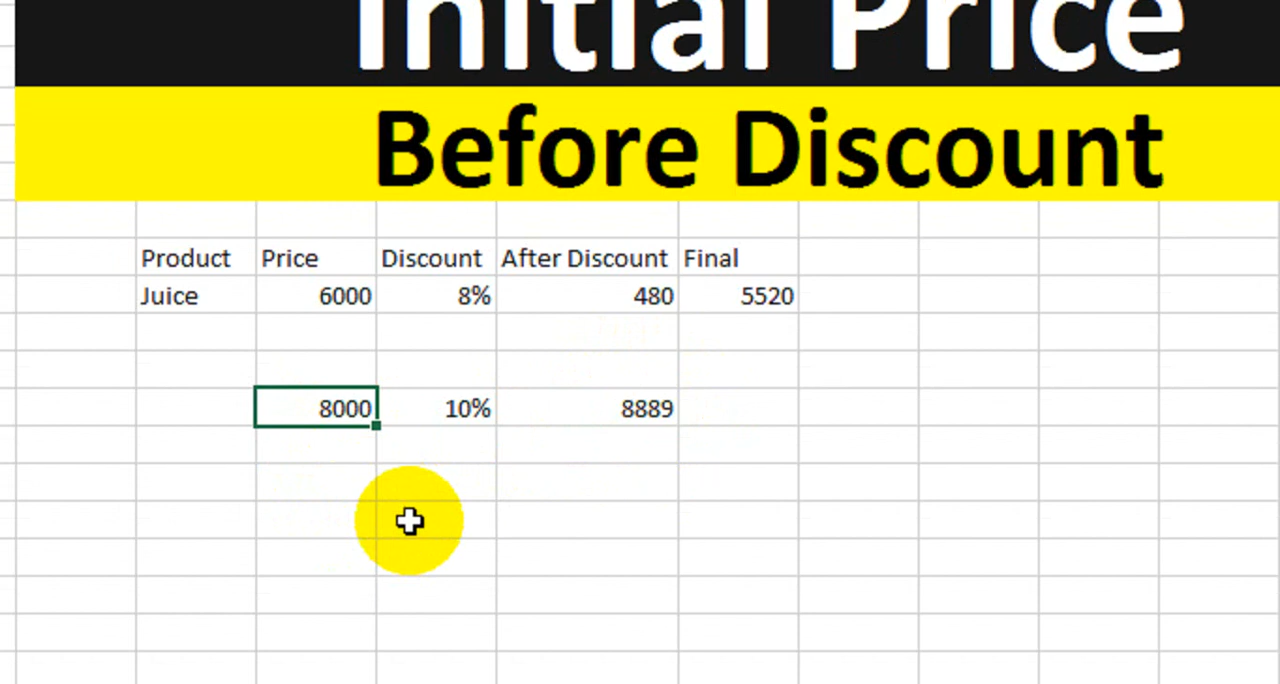 Initial Price
Before Discount
Product Price Discount After Discount Final
Juice 6000 8% 480 5520
8000 10% 8889